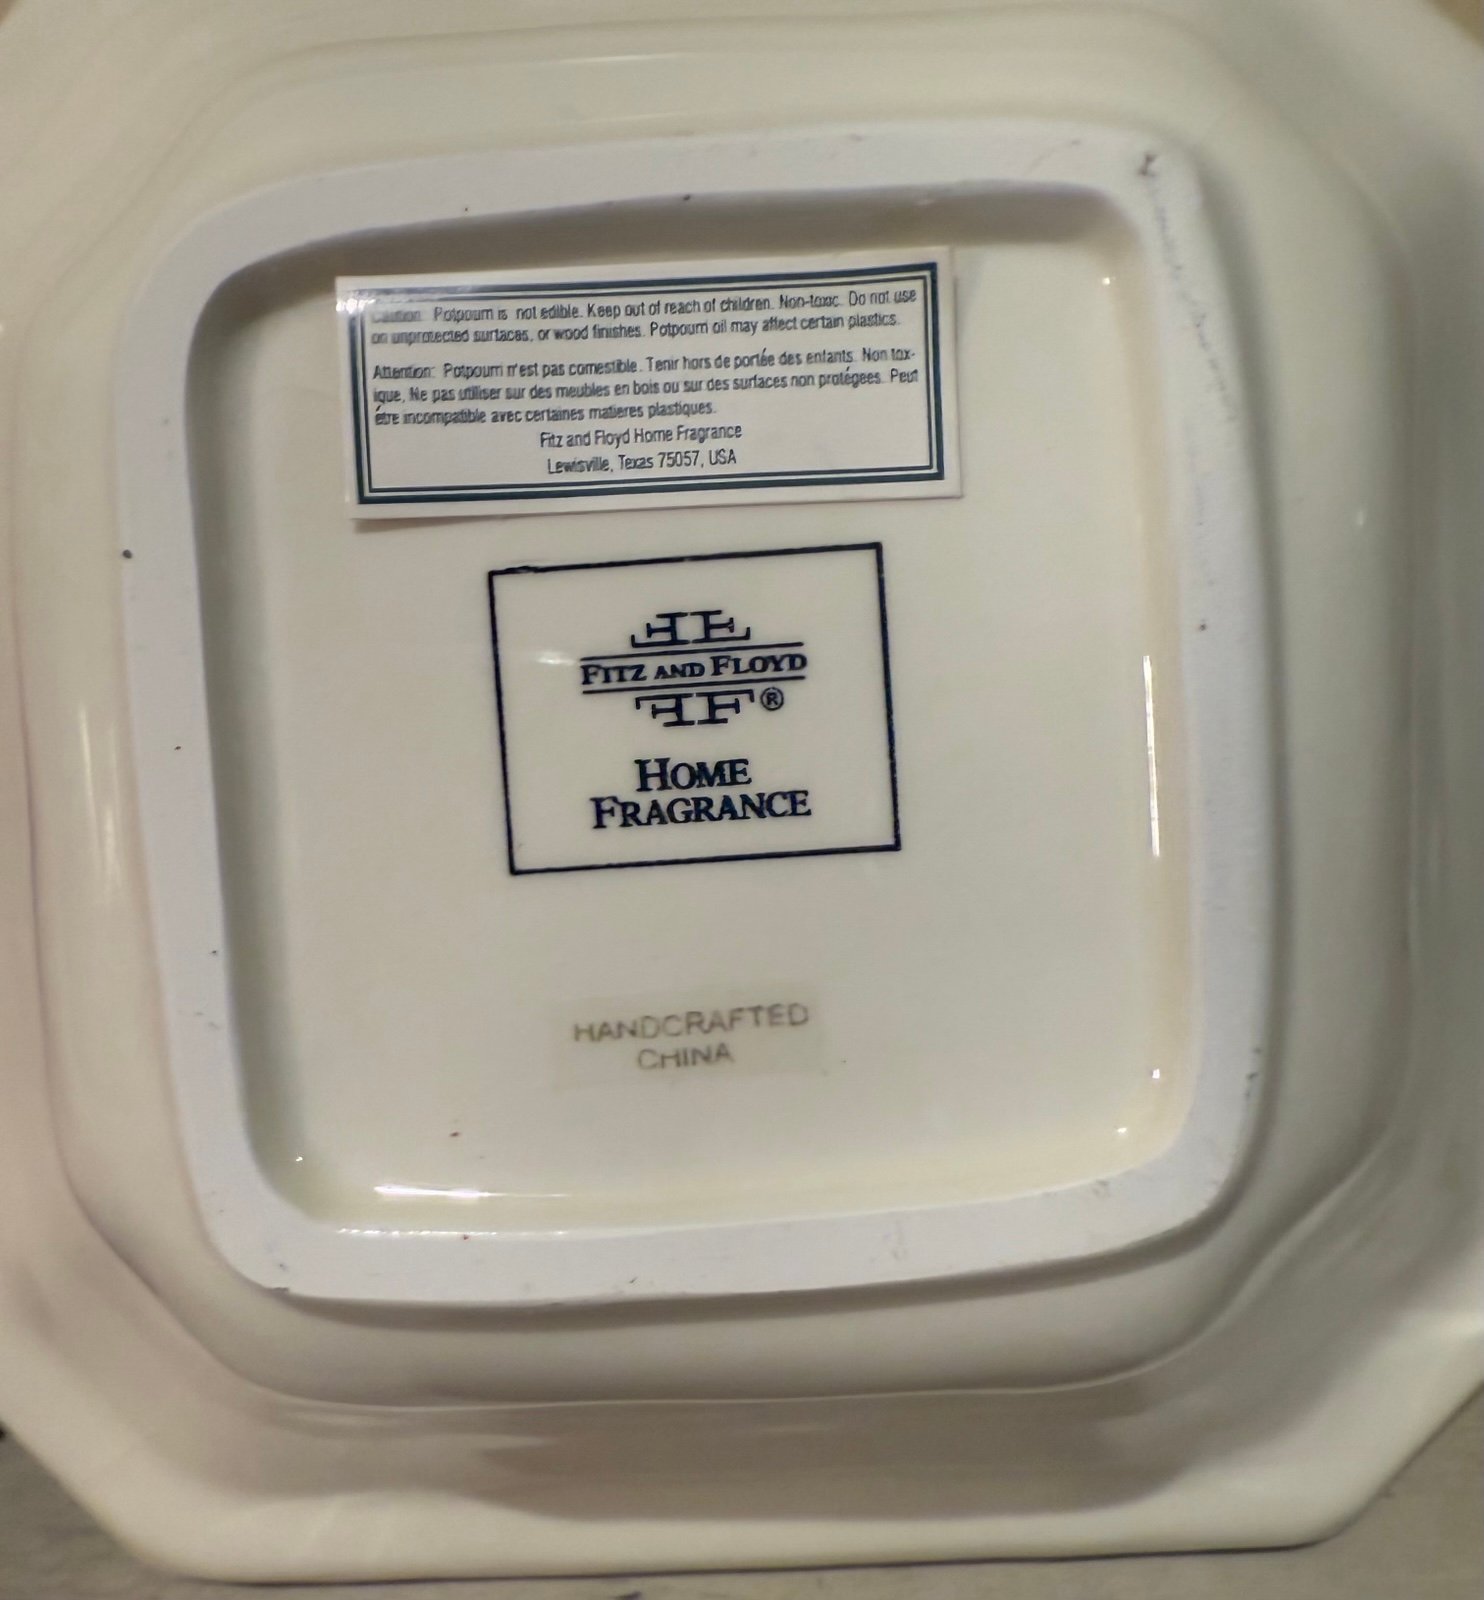 Caution: Potpourri is not edible. Keep out of reach of children. Non-toxic. Do not use
on unprotected surfaces, or wood finishes. Potpourri oil may affect certain plastics.
Attention: Potpourri n'est pas comestible. Tenir hors de portée des enfants. Non tox-
ique, Ne pas utiliser sur des meubles en bois ou sur des surfaces non protégees. Peut
étre incompatible avec certaines matieres plastiques.
Fitz and Floyd Home Fragrance
Lewisville, Texas 75057, USA
FF
FITZ AND FLOYD
FF®
HOME
FRAGRANCE
HANDCRAFTED
CHINA